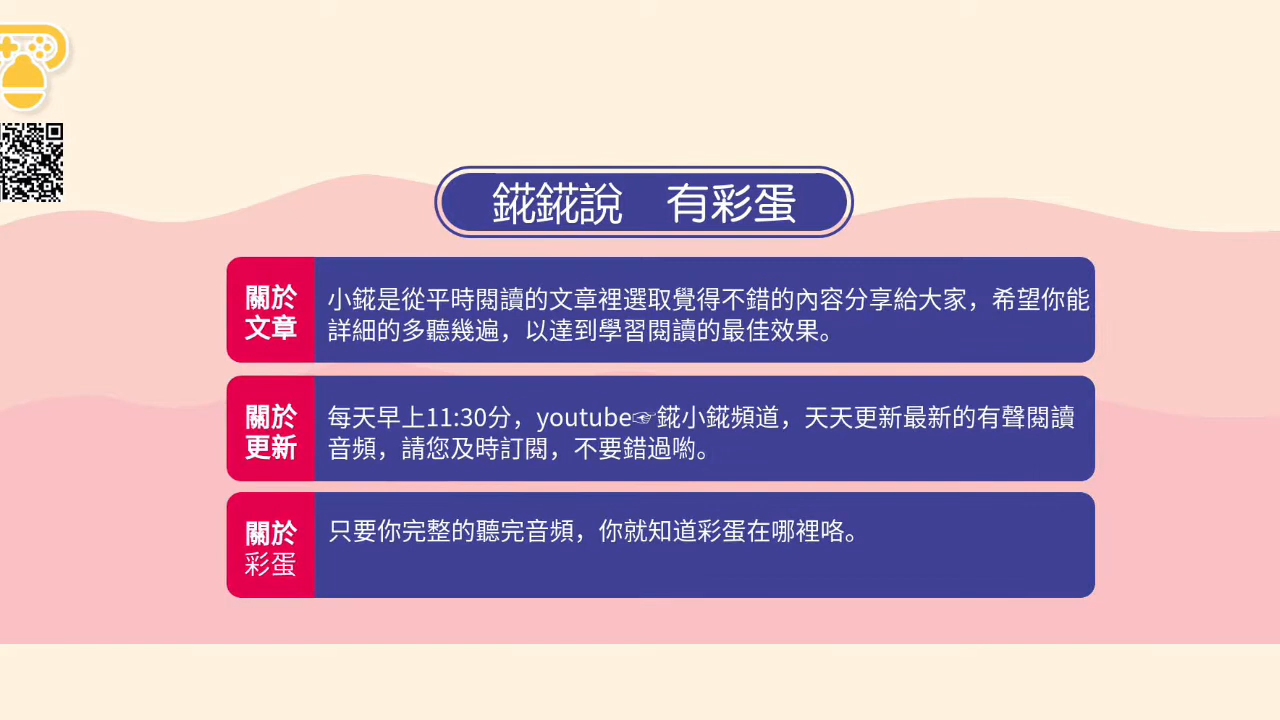 錵錵說 有彩蛋
關於
文章
小錵是從平時閱讀的文章裡選取覺得不錯的內容分享給大家，希望你能
詳細的多聽幾遍，以達到學習閱讀的最佳效果。
關於
更新
每天早上11:30分，youtube☞錵小錵頻道，天天更新最新的有聲閱讀
音頻，請您及時訂閱，不要錯過喲。
關於
彩蛋
只要你完整的聽完音頻，你就知道彩蛋在哪裡咯。